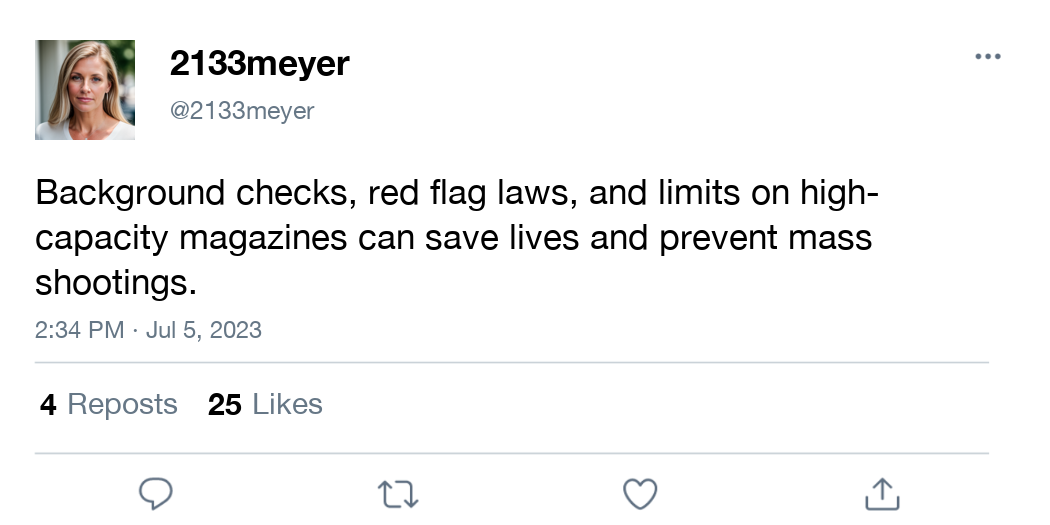 2133meyer
@2133meyer
Background checks, red flag laws, and limits on high-
capacity magazines can save lives and prevent mass
shootings.
2:34 PM · Jul 5, 2023
4 Reposts 25 Likes